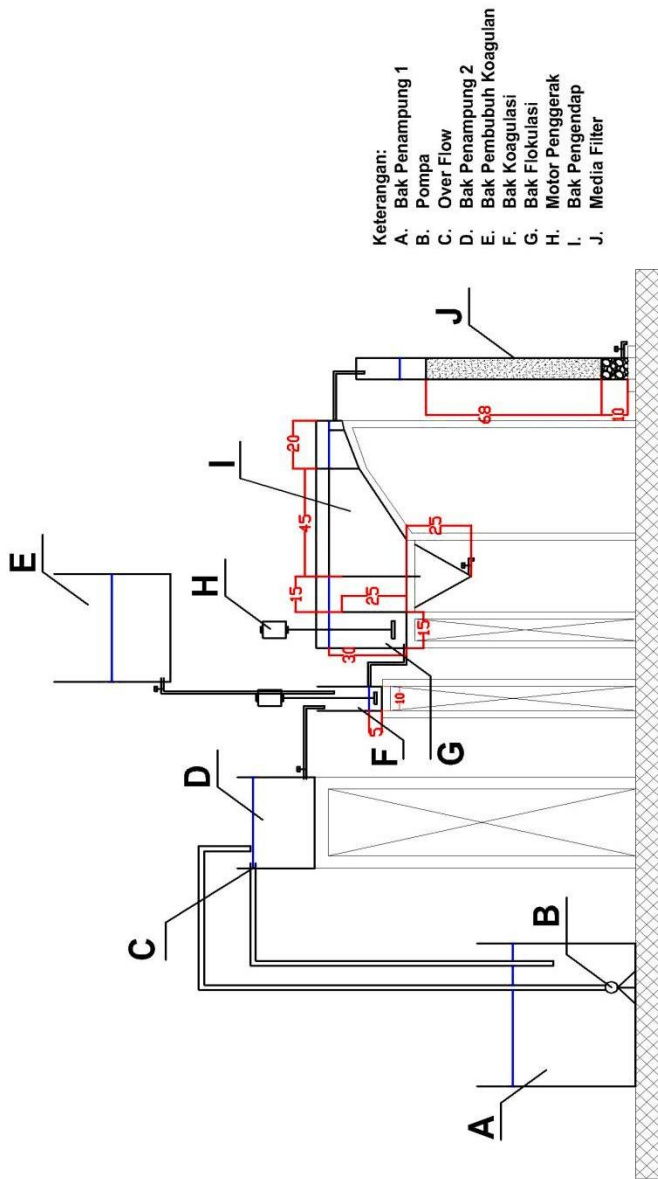 E
D
C
H
I
30
15
25
15
45
20
25
5
10
F
G
68
10
J
A
B
Keterangan:
A. Bak Penampung 1
B. Pompa
C. Over Flow
D. Bak Penampung 2
E. Bak Pembubuh Koagulan
F. Bak Koagulasi
G. Bak Flokulasi
H. Motor Penggerak
I. Bak Pengendap
J. Media Filter